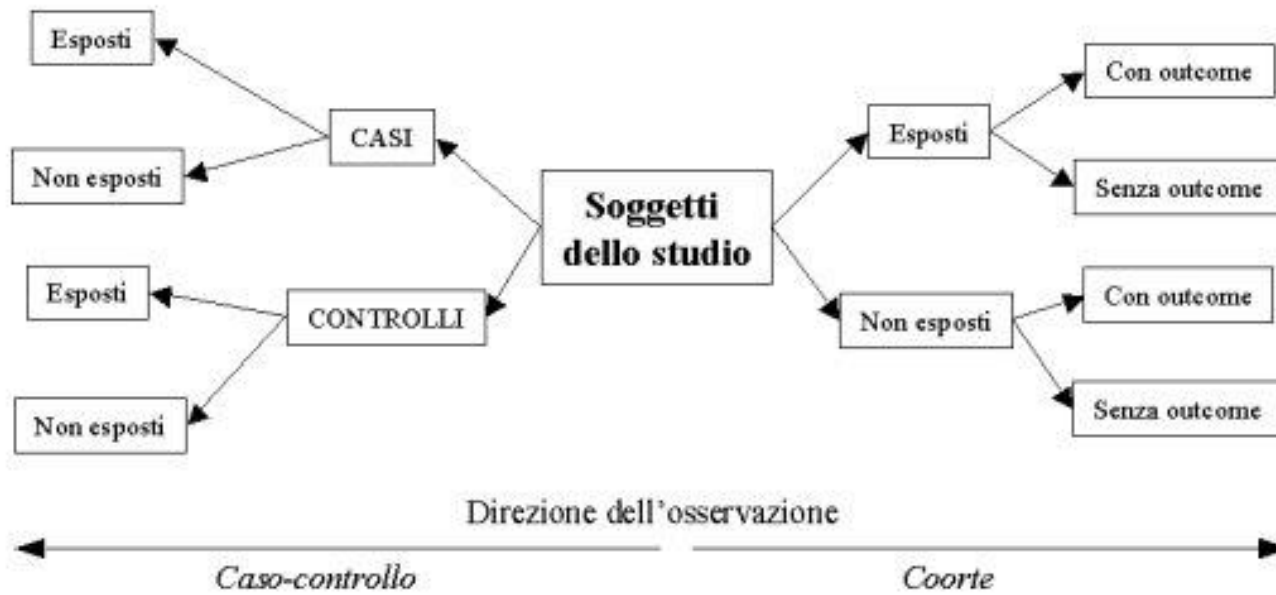 Esposti
CASI
Non esposti
Esposti
CONTROLLI
Non esposti
Soggetti
dello studio
Esposti
Con outcome
Senza outcome
Non esposti
Con outcome
Senza outcome
Direzione dell'osservazione
Caso-controllo
Coorte